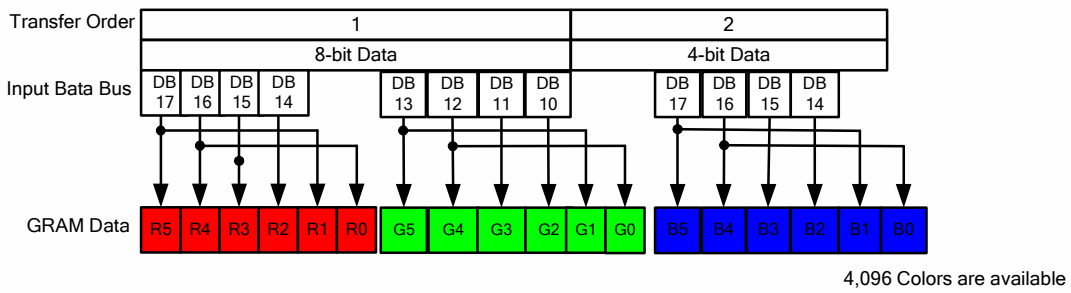 Transfer Order 1 2
8-bit Data 4-bit Data
Input Bata Bus DB DB DB DB DB DB DB DB DB DB DB DB
17 16 15 14 13 12 11 10 17 16 15 14
GRAM Data R5 R4 R3 R2 R1 R0 G5 G4 G3 G2 G1 G0 B5 B4 B3 B2 B1 B0
4,096 Colors are available